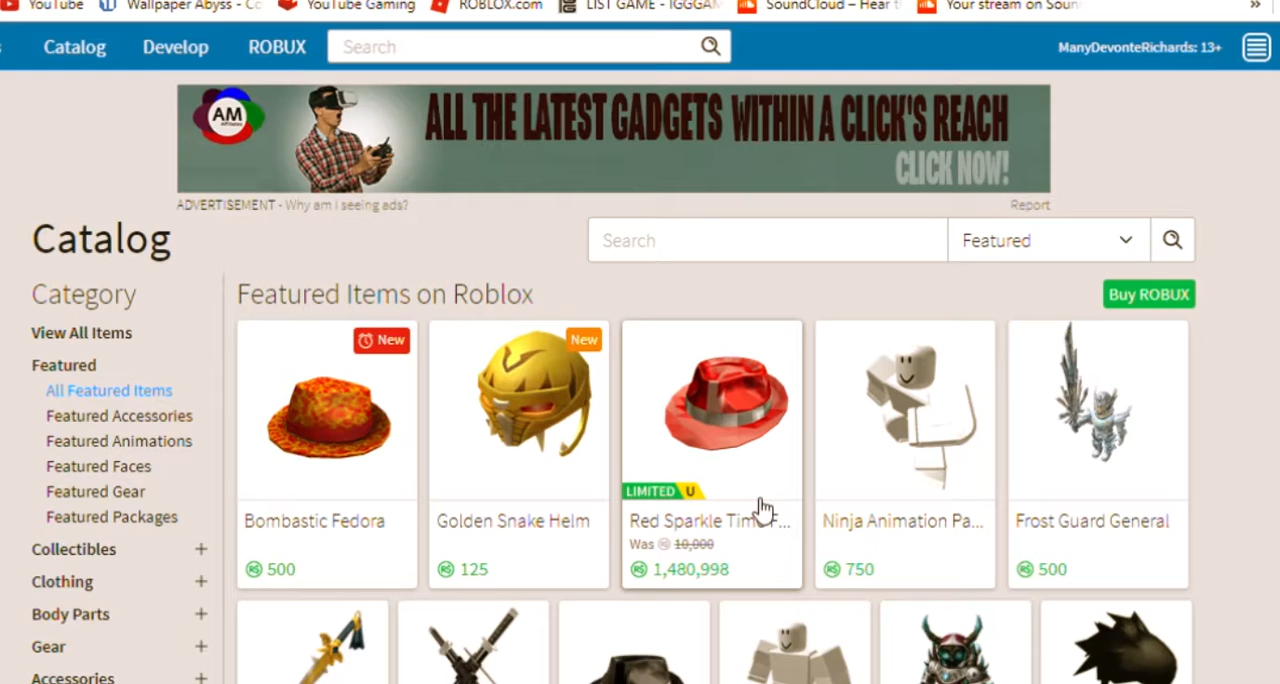 YouTube Wallpaper Abyss - Co YouTube Gaming ROBLOX.com LIST GAME - IGGGAM SoundCloud – Hear t Your stream on Soun »
s Catalog Develop ROBUX Search ManyDevonteRichards: 13+
AM
ALL THE LATEST GADGETS WITHIN A CLICK'S REACH
CLICK NOW!
ADVERTISEMENT - Why am I seeing ads? Report
Catalog
Search Featured
Category
Featured Items on Roblox
Buy ROBUX
View All Items
Featured
All Featured Items
Featured Accessories
Featured Animations
Featured Faces
Featured Gear
Featured Packages
Collectibles +
Clothing +
Body Parts +
Gear +
Accessories +
New
Bombastic Fedora
R$ 500
New
Golden Snake Helm
R$ 125
LIMITED U
Red Sparkle Time F...
Was R$ 10,000
R$ 1,480,998
Ninja Animation Pa...
R$ 750
Frost Guard General
R$ 500